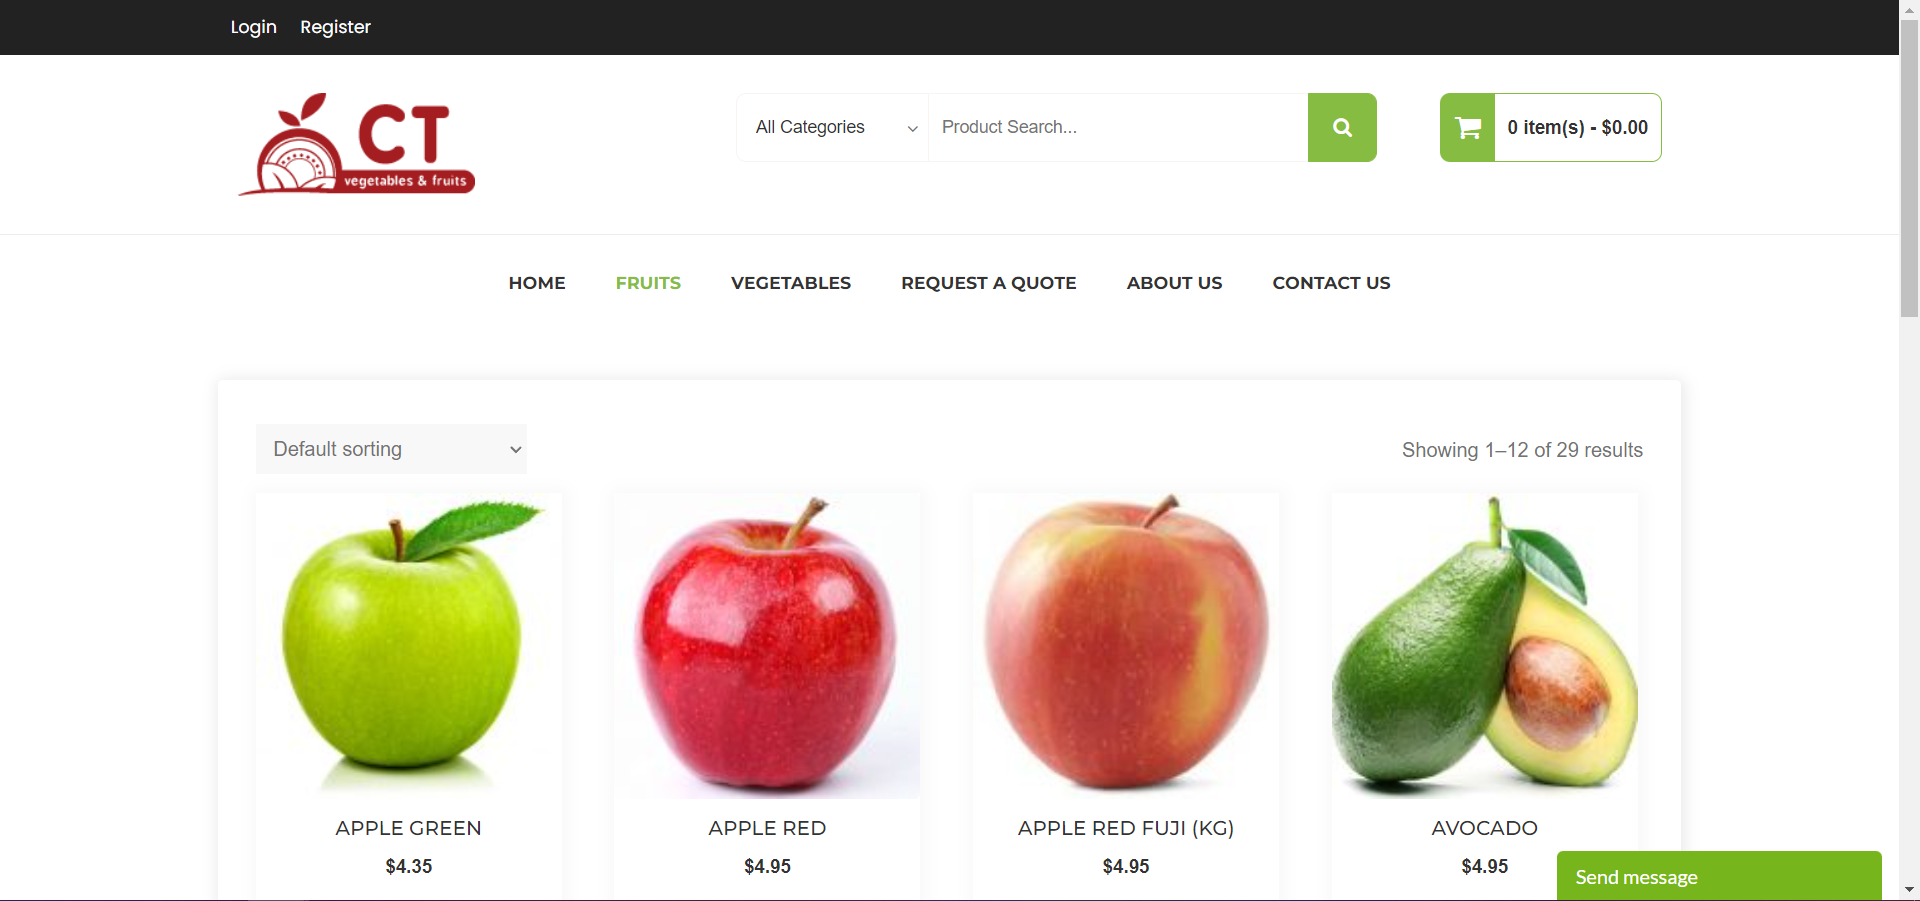 Login Register
CT
vegetables & fruits
All Categories
Product Search...
0 item(s) - $0.00
HOME FRUITS VEGETABLES REQUEST A QUOTE ABOUT US CONTACT US
Default sorting
Showing 1–12 of 29 results
APPLE GREEN
$4.35
APPLE RED
$4.95
APPLE RED FUJI (KG)
$4.95
AVOCADO
$4.95
Send message